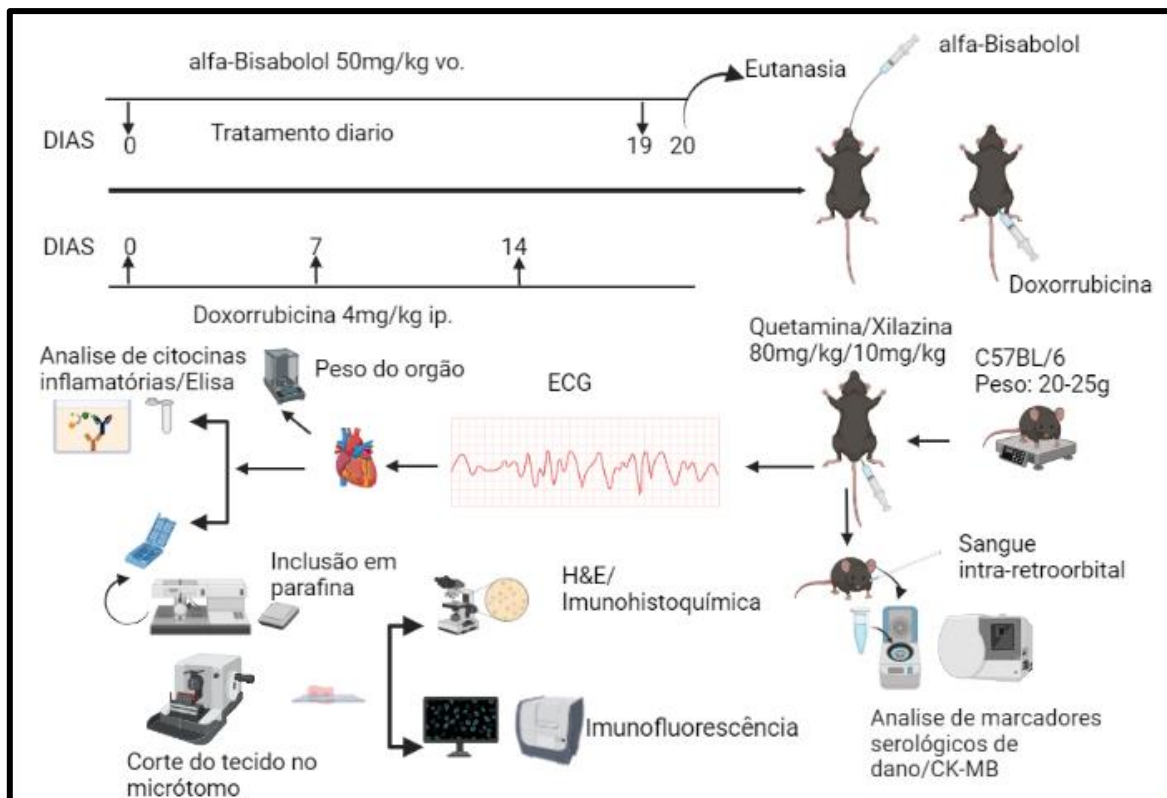 alfa-Bisabolol 50mg/kg vo.
Eutanasia
alfa-Bisabolol
DIAS 0 Tratamento diario 19 20
DIAS 0 7 14
Doxorrubicina 4mg/kg ip.
Doxorrubicina
Analise de citocinas
inflamatórias/Elisa
Peso do orgão
ECG
Quetamina/Xilazina
80mg/kg/10mg/kg
C57BL/6
Peso: 20-25g
Inclusão em
parafina
H&E/
Imunohistoquímica
Sangue
intra-retroorbital
Corte do tecido no
micrótomo
Imunofluorescência
Analise de marcadores
serológicos de
dano/CK-MB